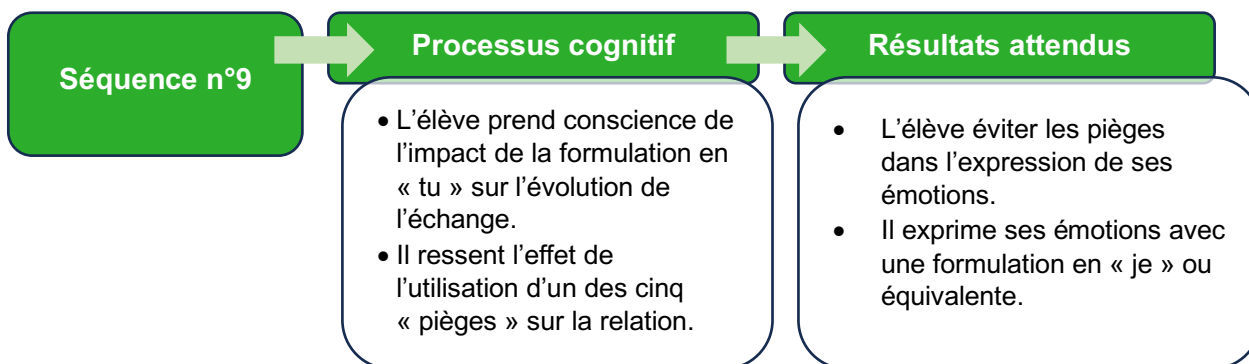 Séquence n°9
Processus cognitif
• L’élève prend conscience de
l’impact de la formulation en
« tu » sur l’évolution de
l’échange.
• Il ressent l’effet de
l’utilisation d’un des cinq
« pièges » sur la relation.
Résultats attendus
• L’élève éviter les pièges
dans l’expression de ses
émotions.
• Il exprime ses émotions avec
une formulation en « je » ou
équivalente.